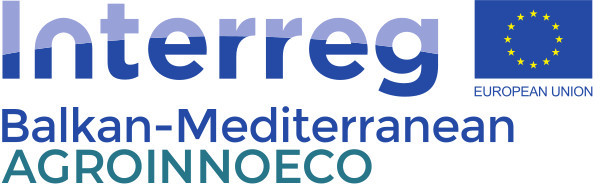 Interreg
EUROPEAN UNION
Balkan-Mediterranean
AGROINNOECO